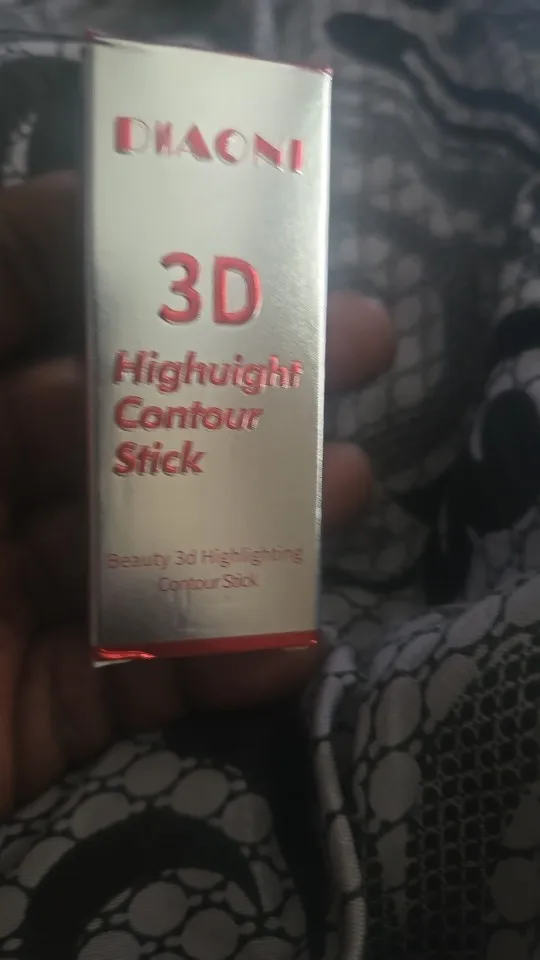 DIAONI
3D
Highuight
Contour
Stick
Beauty 3d Highlighting
Contour Stick